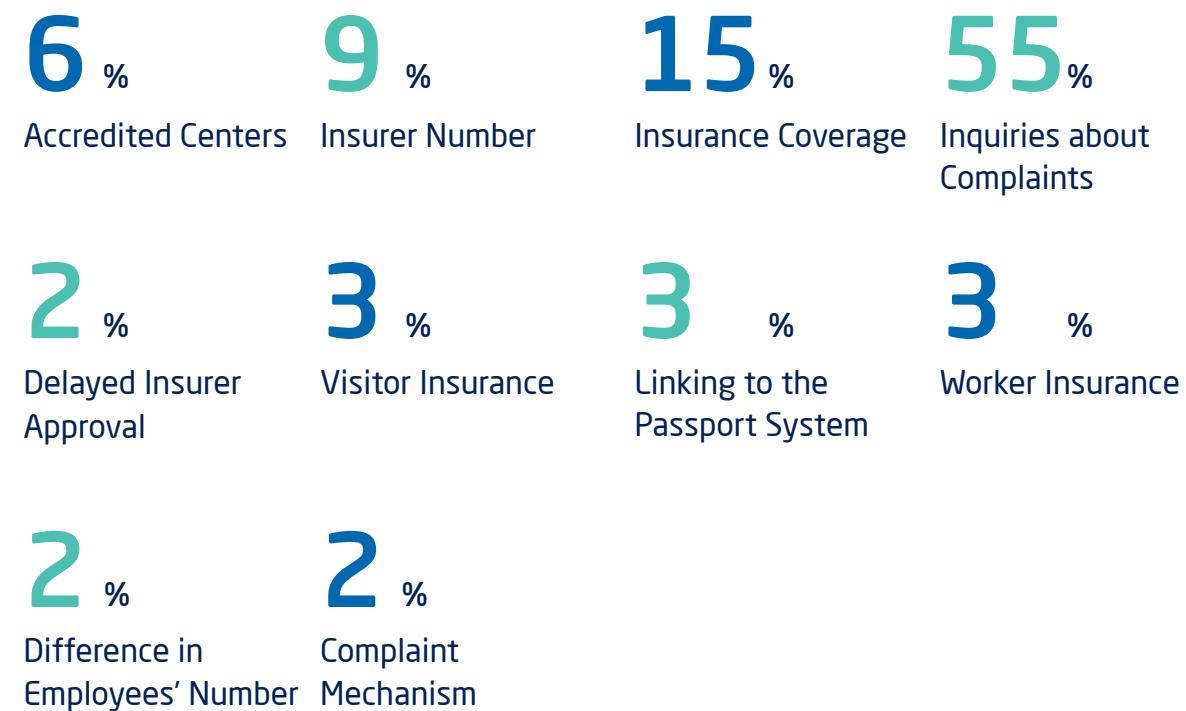 6 %
Accredited Centers
9 %
Insurer Number
15 %
Insurance Coverage
55 %
Inquiries about
Complaints
2 %
Delayed Insurer
Approval
3 %
Visitor Insurance
3 %
Linking to the
Passport System
3 %
Worker Insurance
2 %
Difference in
Employees’ Number
2 %
Complaint
Mechanism